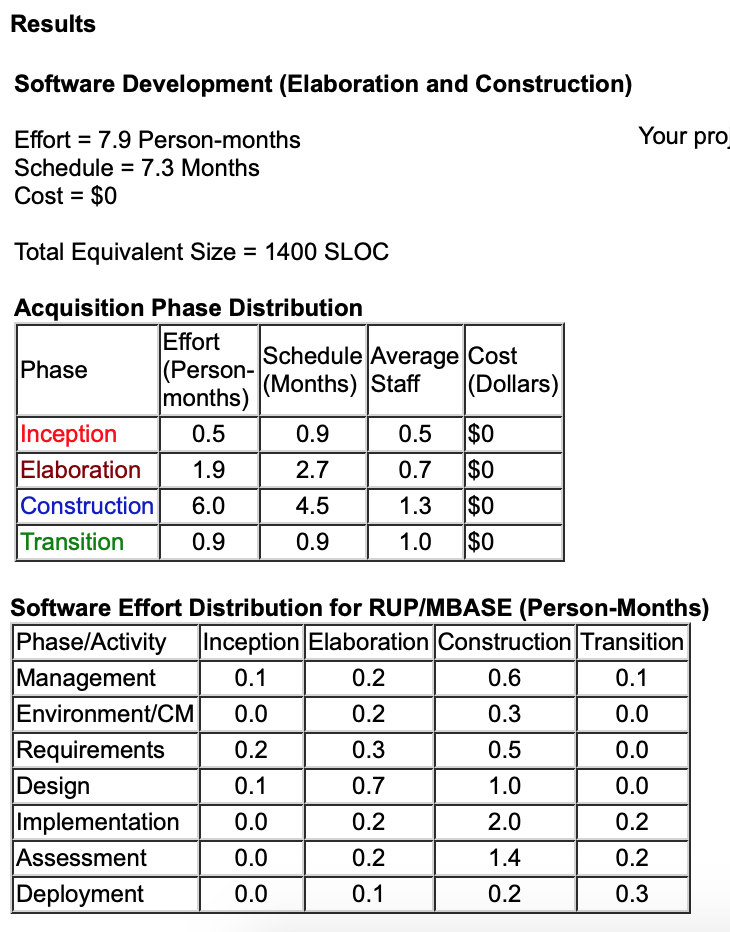 Results
Software Development (Elaboration and Construction)
Effort = 7.9 Person-months
Your proj
Schedule = 7.3 Months
Cost = $0
Total Equivalent Size = 1400 SLOC
Acquisition Phase Distribution
Phase Effort (Person-months) Schedule (Months) Average Staff Cost (Dollars)
Inception 0.5 0.9 0.5 $0
Elaboration 1.9 2.7 0.7 $0
Construction 6.0 4.5 1.3 $0
Transition 0.9 0.9 1.0 $0
Software Effort Distribution for RUP/MBASE (Person-Months)
Phase/Activity Inception Elaboration Construction Transition
Management 0.1 0.2 0.6 0.1
Environment/CM 0.0 0.2 0.3 0.0
Requirements 0.2 0.3 0.5 0.0
Design 0.1 0.7 1.0 0.0
Implementation 0.0 0.2 2.0 0.2
Assessment 0.0 0.2 1.4 0.2
Deployment 0.0 0.1 0.2 0.3